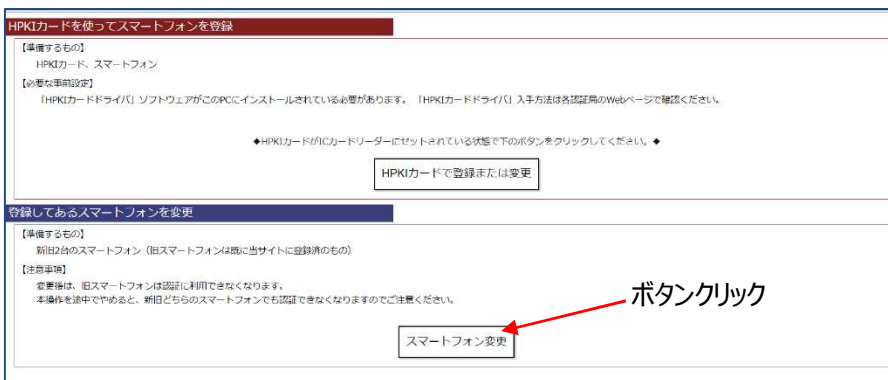 HPKIカードを使ってスマートフォンを登録
【準備するもの】
HPKIカード、スマートフォン
【必要な事前設定】
「HPKIカードドライバ」ソフトウェアがこのPCにインストールされている必要があります。 「HPKIカードドライバ」入手方法は各認証局のWebページで確認ください。
◆HPKIカードがICカードリーダーにセットされている状態で下のボタンをクリックしてください。◆
HPKIカードで登録または変更
登録してあるスマートフォンを変更
【準備するもの】
新旧2台のスマートフォン（旧スマートフォンは既に当サイトに登録済のもの）
【注意事項】
変更後は、旧スマートフォンは認証に利用できなくなります。
本操作を途中でやめると、新旧どちらのスマートフォンでも認証できなくなりますのでご注意ください。
ボタンクリック
スマートフォン変更